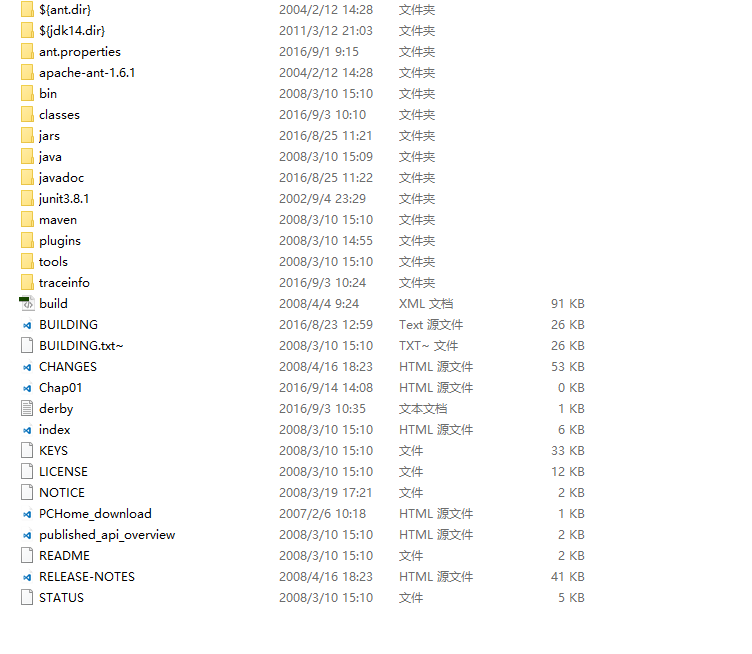 ${ant.dir} 2004/2/12 14:28 文件夹
${jdk14.dir} 2011/3/12 21:03 文件夹
ant.properties 2016/9/1 9:15 文件夹
apache-ant-1.6.1 2004/2/12 14:28 文件夹
bin 2008/3/10 15:10 文件夹
classes 2016/9/3 10:10 文件夹
jars 2016/8/25 11:21 文件夹
java 2008/3/10 15:09 文件夹
javadoc 2016/8/25 11:22 文件夹
junit3.8.1 2002/9/4 23:29 文件夹
maven 2008/3/10 15:10 文件夹
plugins 2008/3/10 14:55 文件夹
tools 2008/3/10 15:10 文件夹
traceinfo 2016/9/3 10:24 文件夹
build 2008/4/4 9:24 XML 文档 91 KB
BUILDING 2016/8/23 12:59 Text 源文件 26 KB
BUILDING.txt~ 2008/3/10 15:10 TXT~ 文件 26 KB
CHANGES 2008/4/16 18:23 HTML 源文件 53 KB
Chap01 2016/9/14 14:08 HTML 源文件 0 KB
derby 2016/9/3 10:35 文本文档 1 KB
index 2008/3/10 15:10 HTML 源文件 6 KB
KEYS 2008/3/10 15:10 文件 33 KB
LICENSE 2008/3/10 15:10 文件 12 KB
NOTICE 2008/3/19 17:21 文件 2 KB
PCHome_download 2007/2/6 10:18 HTML 源文件 1 KB
published_api_overview 2008/3/10 15:10 HTML 源文件 2 KB
README 2008/3/10 15:10 文件 2 KB
RELEASE-NOTES 2008/4/16 18:23 HTML 源文件 41 KB
STATUS 2008/3/10 15:10 文件 5 KB